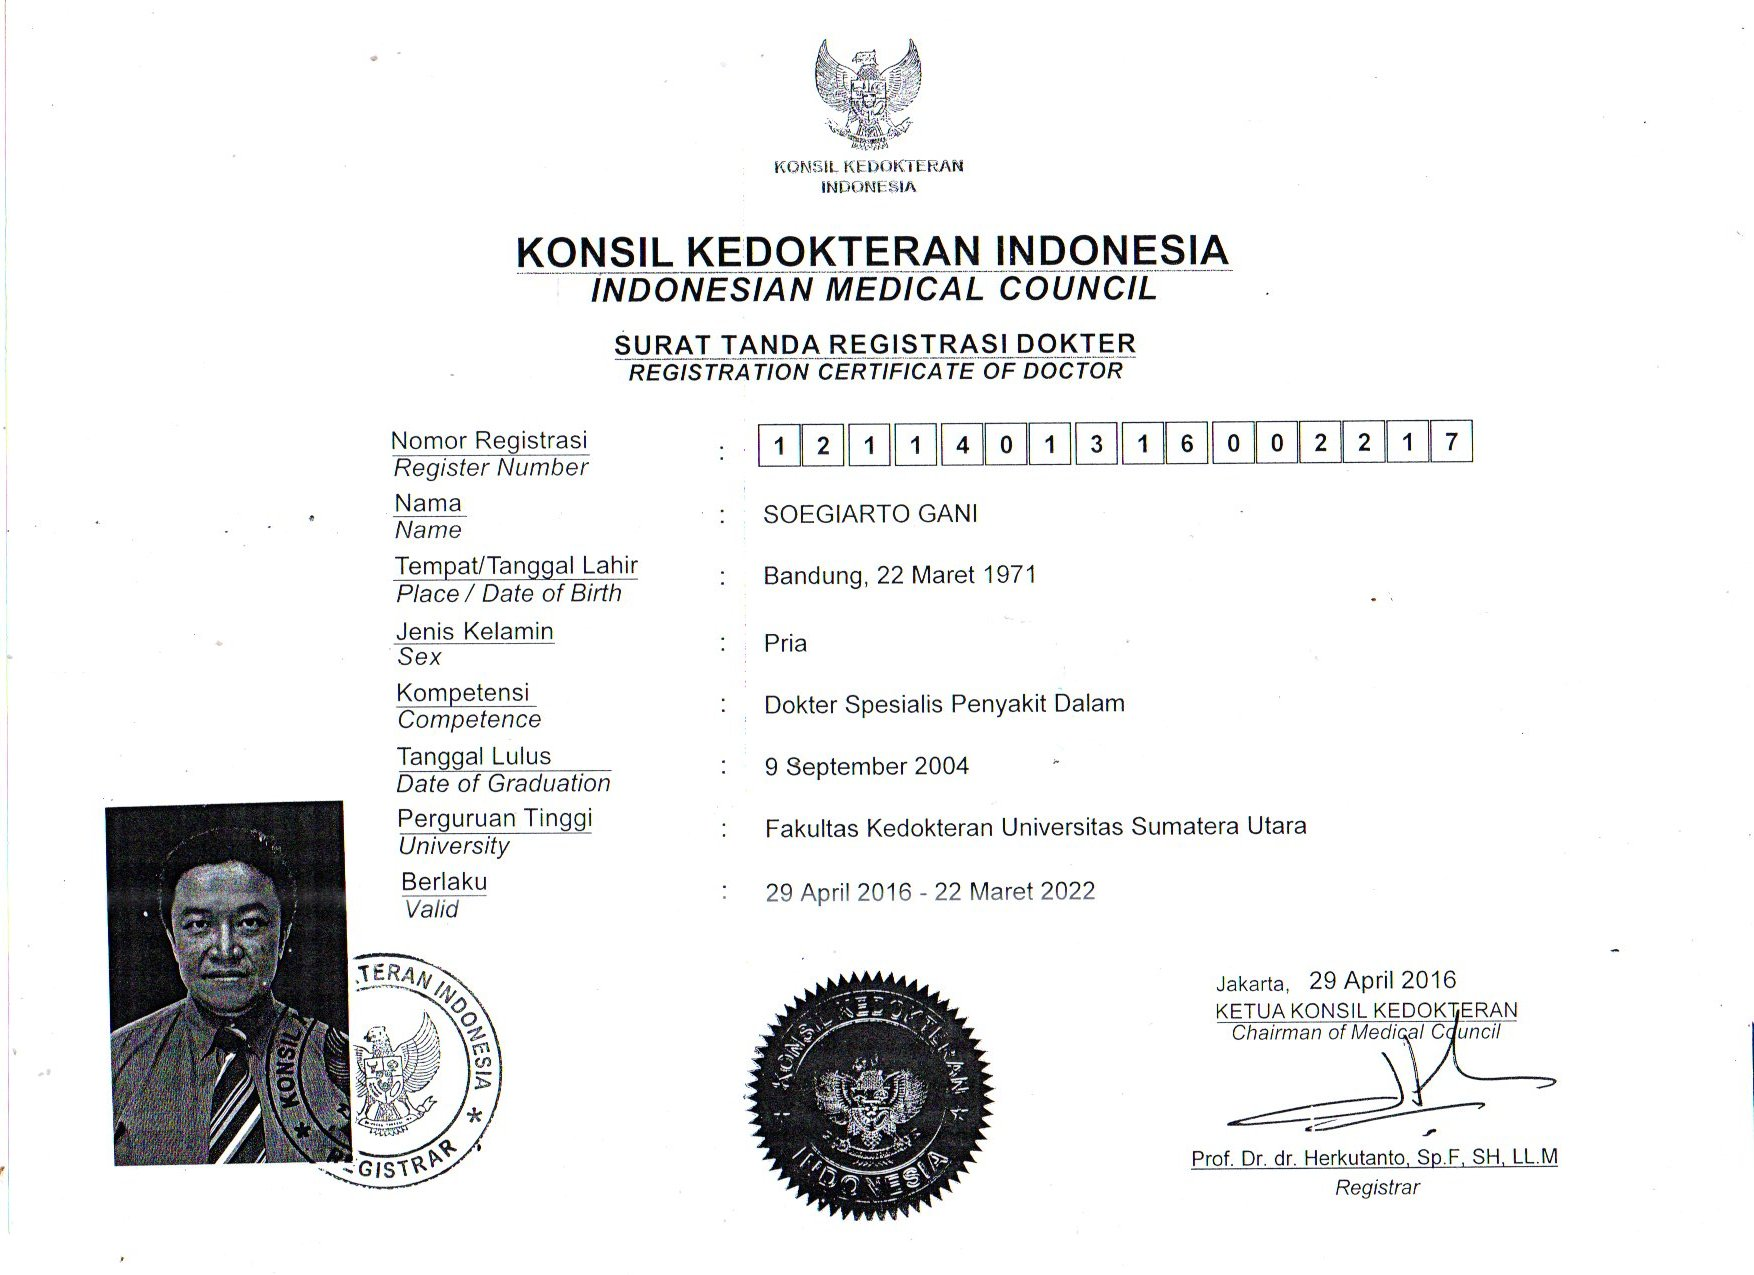 KONSIL KEDOKTERAN
INDONESIA
KONSIL KEDOKTERAN INDONESIA
INDONESIAN MEDICAL COUNCIL
SURAT TANDA REGISTRASI DOKTER
REGISTRATION CERTIFICATE OF DOCTOR
Nomor Registrasi : 1 2 1 1 4 0 1 3 1 6 0 0 2 2 1 7
Register Number
Nama : SOEGIARTO GANI
Name
Tempat/Tanggal Lahir : Bandung, 22 Maret 1971
Place / Date of Birth
Jenis Kelamin : Pria
Sex
Kompetensi : Dokter Spesialis Penyakit Dalam
Competence
Tanggal Lulus : 9 September 2004
Date of Graduation
Perguruan Tinggi : Fakultas Kedokteran Universitas Sumatera Utara
University
Berlaku : 29 April 2016 - 22 Maret 2022
Valid
KONSIL TERAN INDONESIA
REGISTRAR
KONSIL KEDOKTERAN
INDONESIA
Jakarta, 29 April 2016
KETUA KONSIL KEDOKTERAN
Chairman of Medical Council
Prof. Dr. dr. Herkutanto, Sp.F, SH, LL.M
Registrar